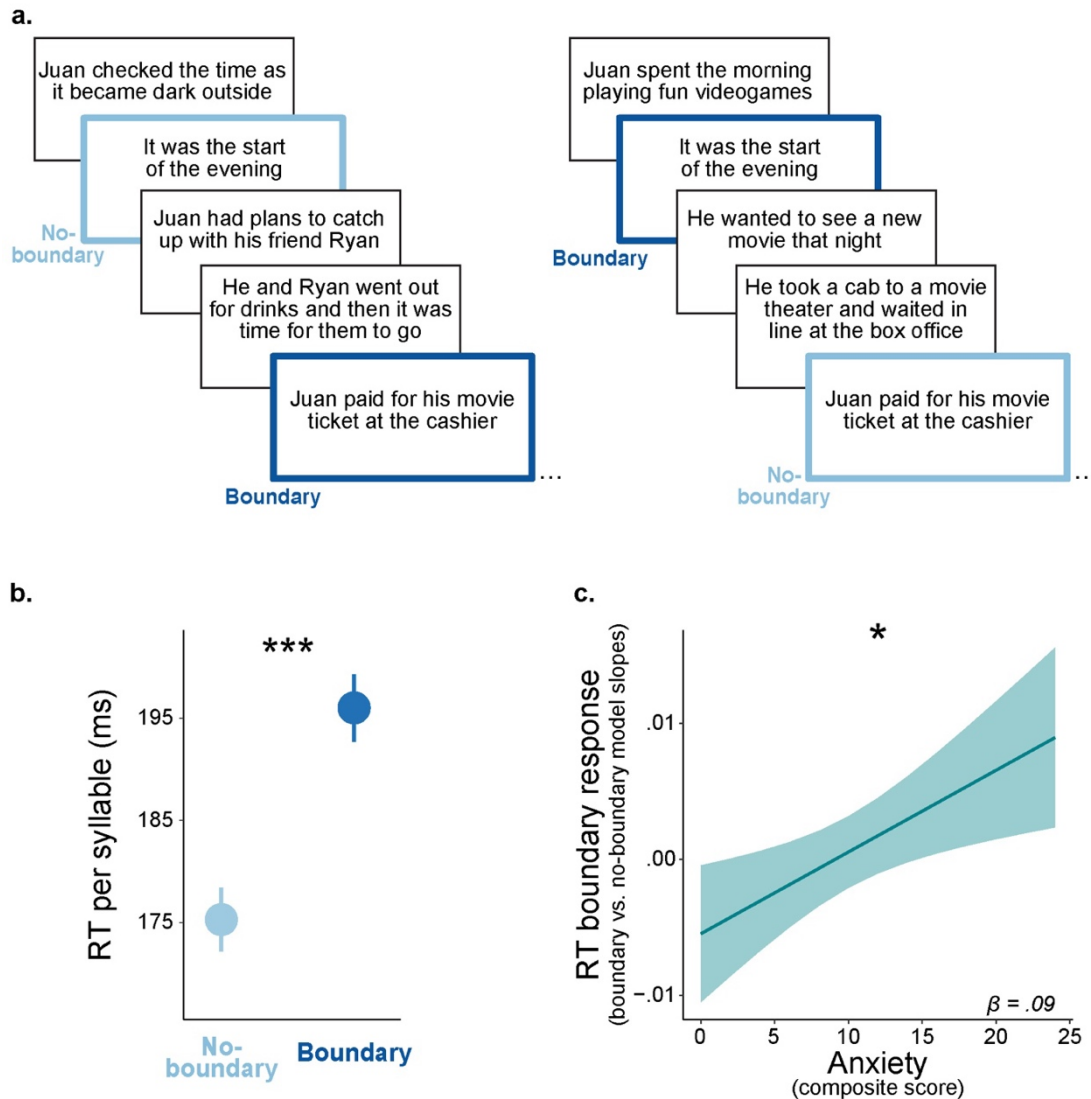 a.
Juan checked the time as
it became dark outside
It was the start
of the evening
No-
boundary
Juan had plans to catch
up with his friend Ryan
He and Ryan went out
for drinks and then it was
time for them to go
Juan paid for his movie
ticket at the cashier
Boundary
...
Juan spent the morning
playing fun videogames
It was the start
of the evening
Boundary
He wanted to see a new
movie that night
He took a cab to a movie
theater and waited in
line at the box office
Juan paid for his movie
ticket at the cashier
No-
boundary
..
b.
***
RT per syllable (ms)
195
185
175
No-
boundary
Boundary
c.
*
RT boundary response
(boundary vs. no-boundary model slopes)
.01
.00
−.01
β = .09
0 5 10 15 20 25
Anxiety
(composite score)